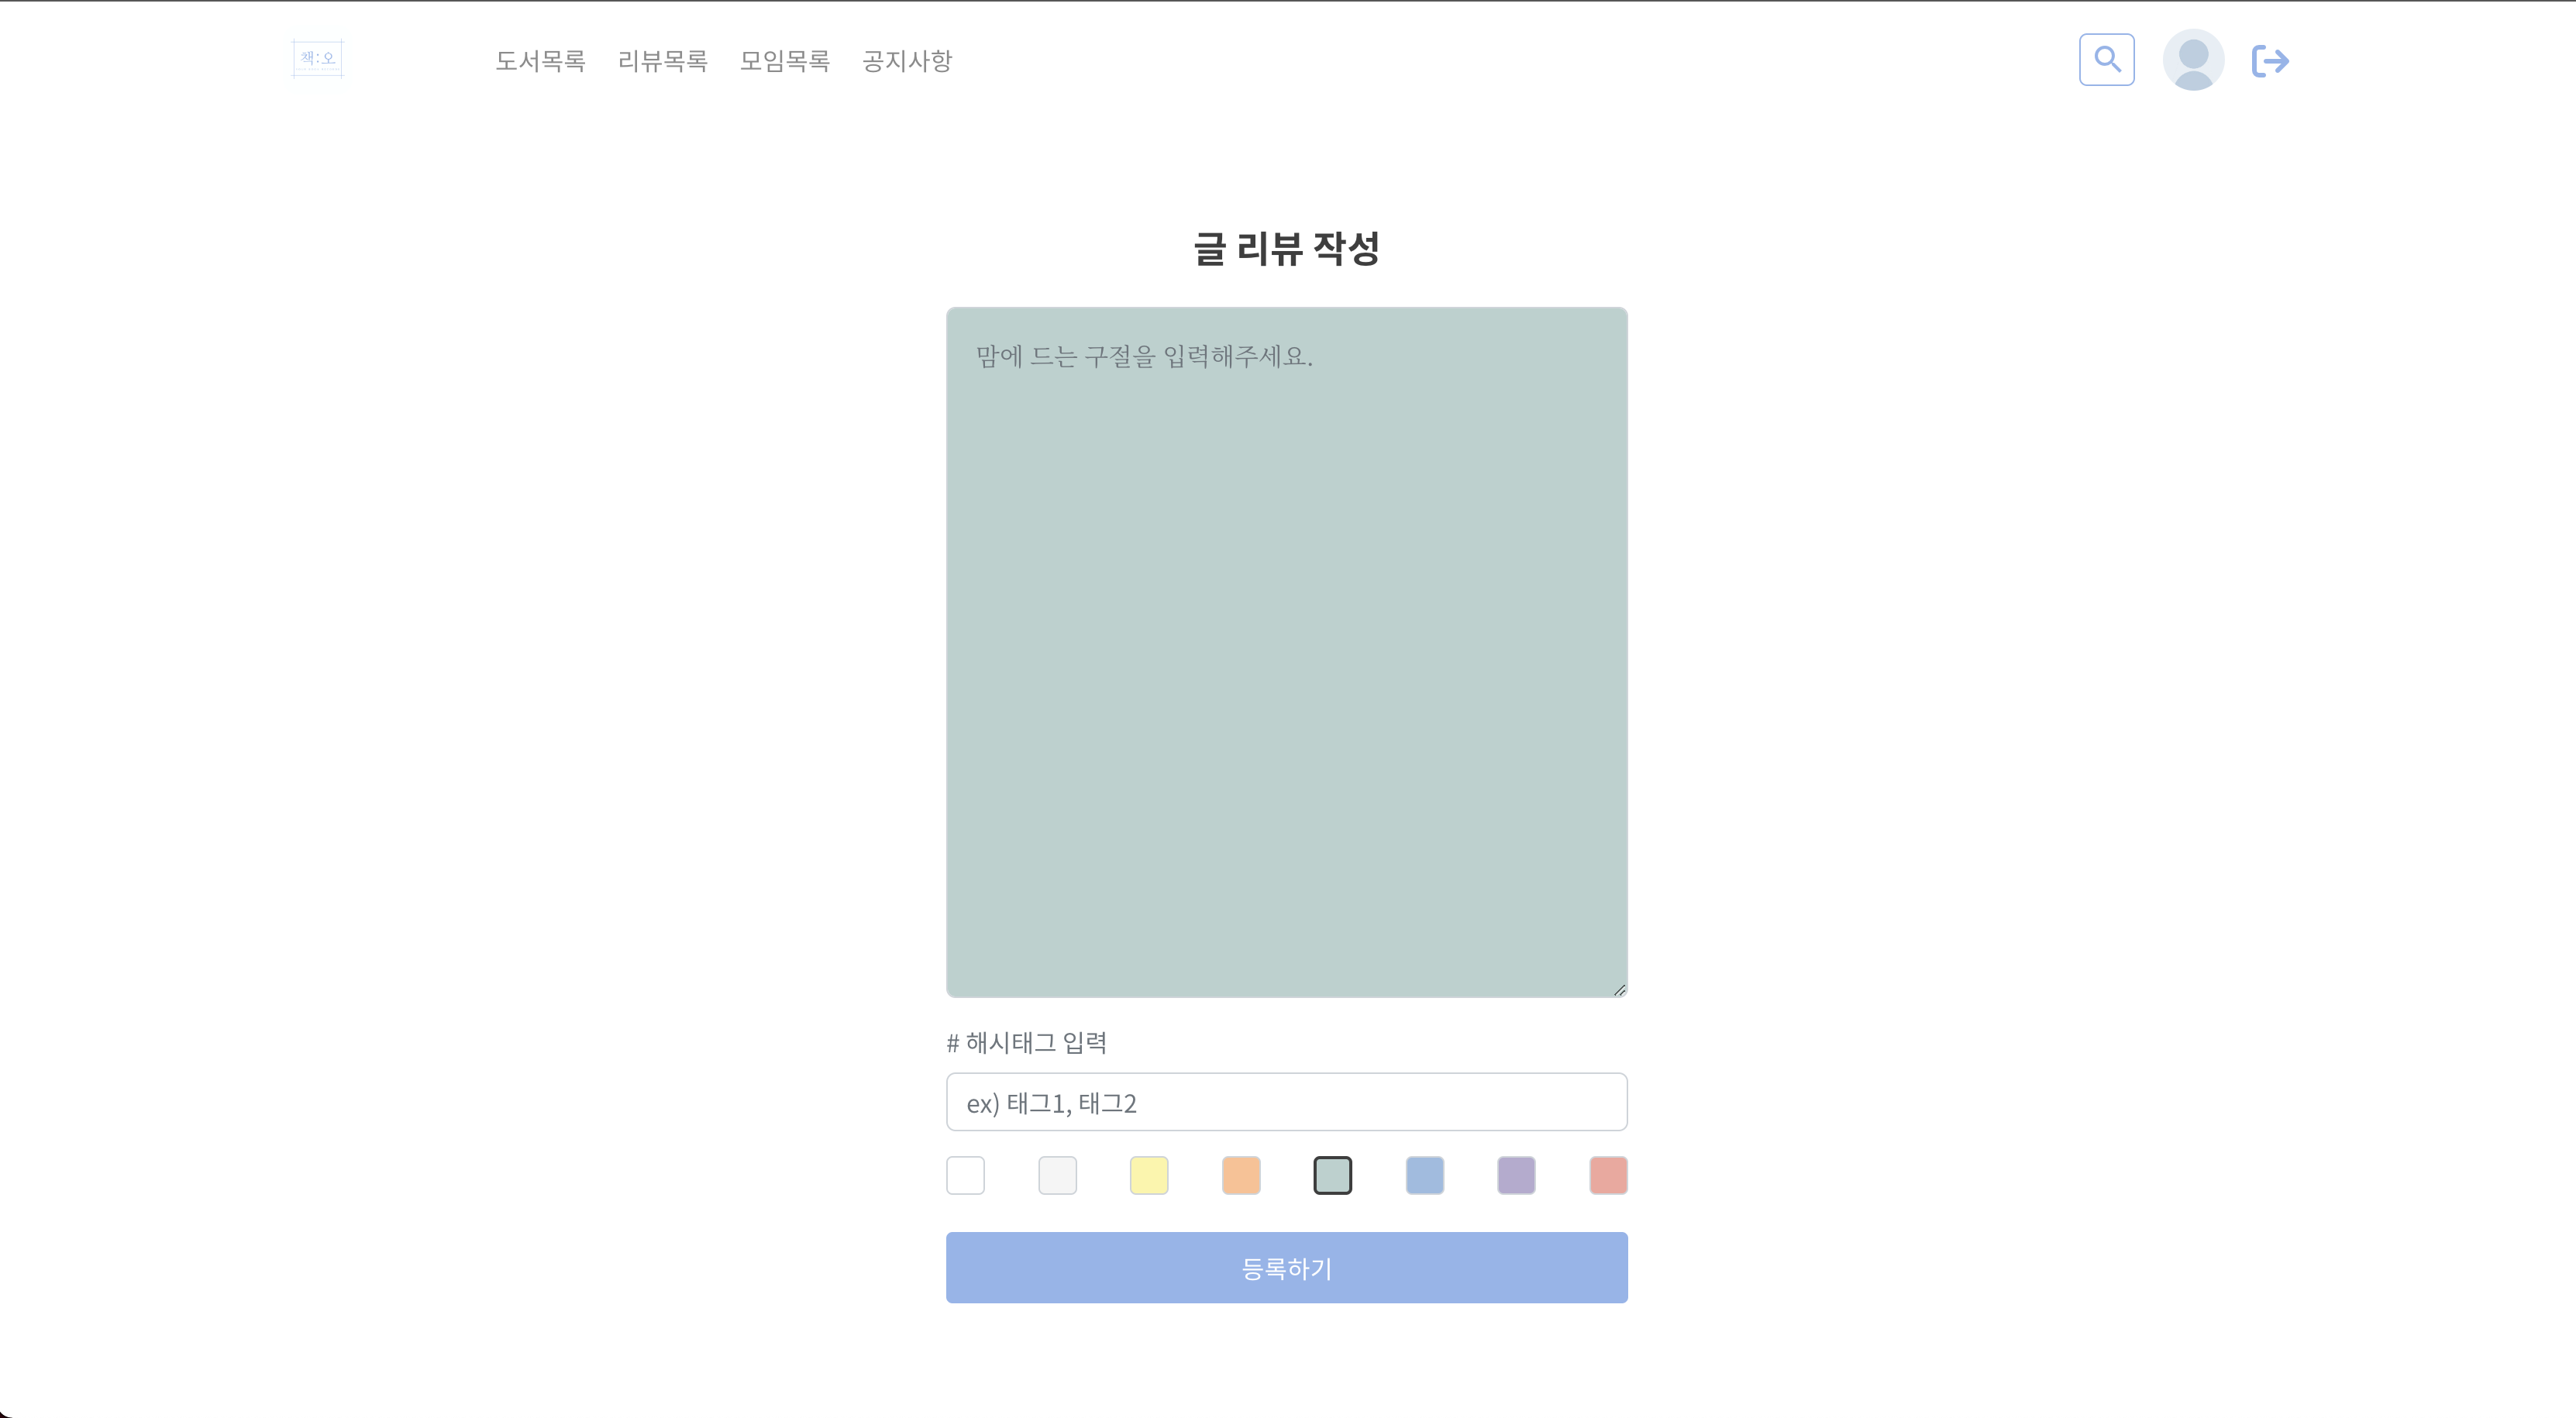 책:오
도서목록 리뷰목록 모임목록 공지사항
글 리뷰 작성
맘에 드는 구절을 입력해주세요.
# 해시태그 입력
ex) 태그1, 태그2
등록하기